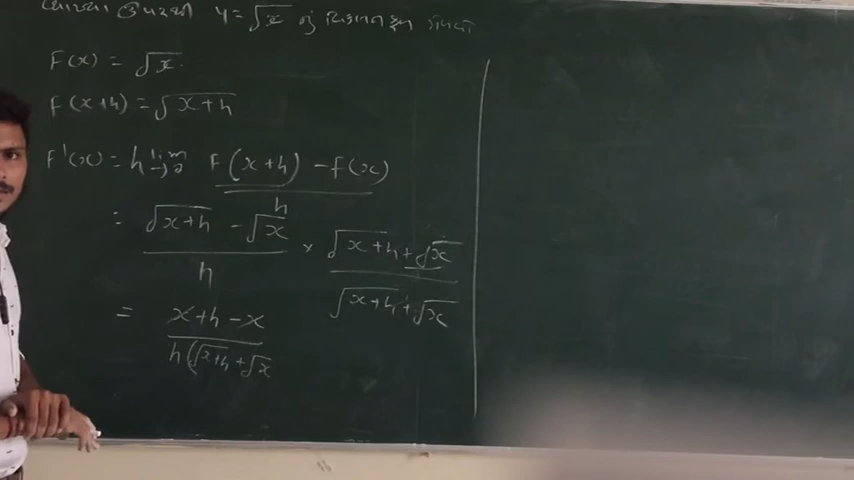 y = √x
F(x) = √x.
F(x+h) = √x+h
F'(x) = lim h→0 F(x+h) - f(x) / h
= √x+h - √x / h × √x+h + √x / √x+h + √x
= x+h-x / h(√x+h + √x